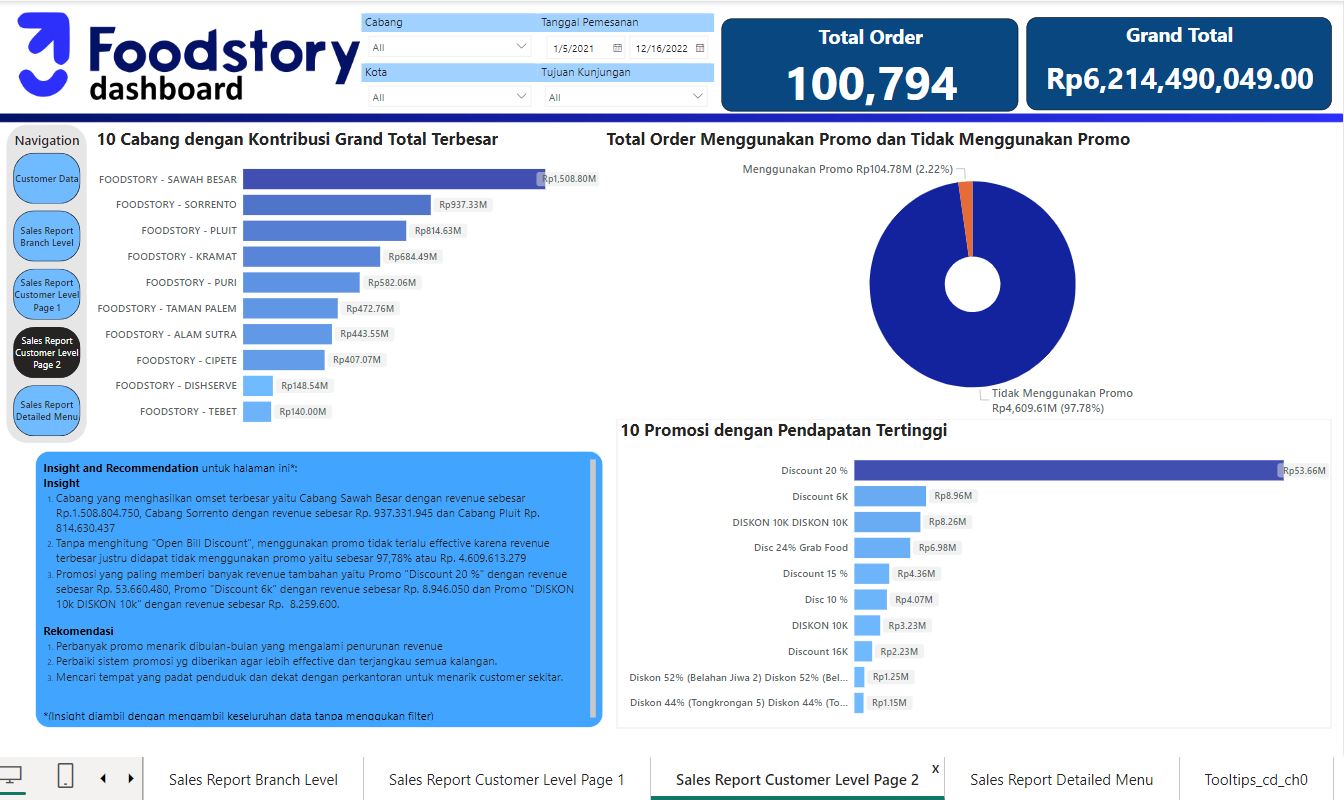 Foodstory
dashboard
Cabang
All
Tanggal Pemesanan
1/5/2021
12/16/2022
Kota
All
Tujuan Kunjungan
All
Total Order
100,794
Grand Total
Rp6,214,490,049.00
Navigation
Customer Data
Sales Report
Branch Level
Sales Report
Customer Level
Page 1
Sales Report
Customer Level
Page 2
Sales Report
Detailed Menu
10 Cabang dengan Kontribusi Grand Total Terbesar
FOODSTORY - SAWAH BESAR Rp1,508.80M
FOODSTORY - SORRENTO Rp937.33M
FOODSTORY - PLUIT Rp814.63M
FOODSTORY - KRAMAT Rp684.49M
FOODSTORY - PURI Rp582.06M
FOODSTORY - TAMAN PALEM Rp472.76M
FOODSTORY - ALAM SUTRA Rp443.55M
FOODSTORY - CIPETE Rp407.07M
FOODSTORY - DISHSERVE Rp148.54M
FOODSTORY - TEBET Rp140.00M
Total Order Menggunakan Promo dan Tidak Menggunakan Promo
Menggunakan Promo Rp104.78M (2.22%)
Tidak Menggunakan Promo
Rp4,609.61M (97.78%)
Insight and Recommendation untuk halaman ini*:
Insight
1. Cabang yang menghasilkan omset terbesar yaitu Cabang Sawah Besar dengan revenue sebesar
Rp.1.508.804.750, Cabang Sorrento dengan revenue sebesar Rp. 937.331.945 dan Cabang Pluit Rp.
814.630.437
2. Tanpa menghitung "Open Bill Discount", menggunakan promo tidak terlalu effective karena revenue
terbesar justru didapat tidak menggunakan promo yaitu sebesar 97,78% atau Rp. 4.609.613.279
3. Promosi yang paling memberi banyak revenue tambahan yaitu Promo "Discount 20 %" dengan revenue
sebesar Rp. 53.660.480, Promo "Discount 6k" dengan revenue sebesar Rp. 8.946.050 dan Promo "DISKON
10k DISKON 10k" dengan revenue sebesar Rp. 8.259.600.
Rekomendasi
1. Perbanyak promo menarik dibulan-bulan yang mengalami penurunan revenue
2. Perbaiki sistem promosi yg diberikan agar lebih effective dan terjangkau semua kalangan.
3. Mencari tempat yang padat penduduk dan dekat dengan perkantoran untuk menarik customer sekitar.
*(Insight diambil dengan mengambil keseluruhan data tanpa menggukan filter)
10 Promosi dengan Pendapatan Tertinggi
Discount 20 % Rp53.66M
Discount 6K Rp8.96M
DISKON 10K DISKON 10K Rp8.26M
Disc 24% Grab Food Rp6.98M
Discount 15 % Rp4.36M
Disc 10 % Rp4.07M
DISKON 10K Rp3.23M
Discount 16K Rp2.23M
Diskon 52% (Belahan Jiwa 2) Diskon 52% (Bel... Rp1.25M
Diskon 44% (Tongkrongan 5) Diskon 44% (To... Rp1.15M
Sales Report Branch Level
Sales Report Customer Level Page 1
Sales Report Customer Level Page 2
x
Sales Report Detailed Menu
Tooltips_cd_ch0